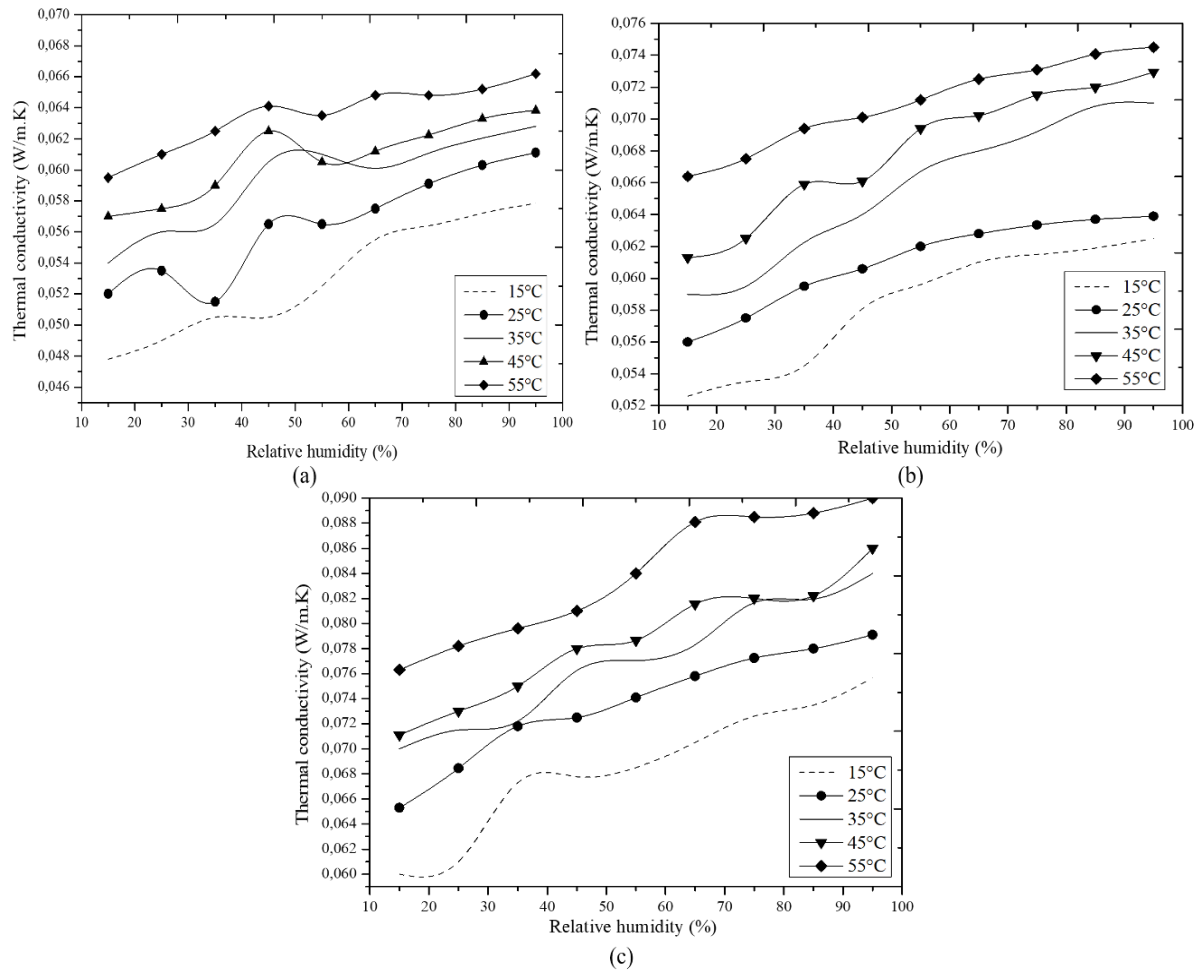 0,070
0,068
0,066
0,064
0,062
0,060
0,058
0,056
0,054
0,052
0,050
0,048
0,046
Thermal conductivity (W/m.K)
15°C
25°C
35°C
45°C
55°C
10 20 30 40 50 60 70 80 90 100
Relative humidity (%)
(a)
0,076
0,074
0,072
0,070
0,068
0,066
0,064
0,062
0,060
0,058
0,056
0,054
0,052
Thermal conductivity (W/m.K)
15°C
25°C
35°C
45°C
55°C
10 20 30 40 50 60 70 80 90 100
Relative humidity (%)
(b)
0,090
0,088
0,086
0,084
0,082
0,080
0,078
0,076
0,074
0,072
0,070
0,068
0,066
0,064
0,062
0,060
Thermal conductivity (W/m.K)
15°C
25°C
35°C
45°C
55°C
10 20 30 40 50 60 70 80 90 100
Relative humidity (%)
(c)